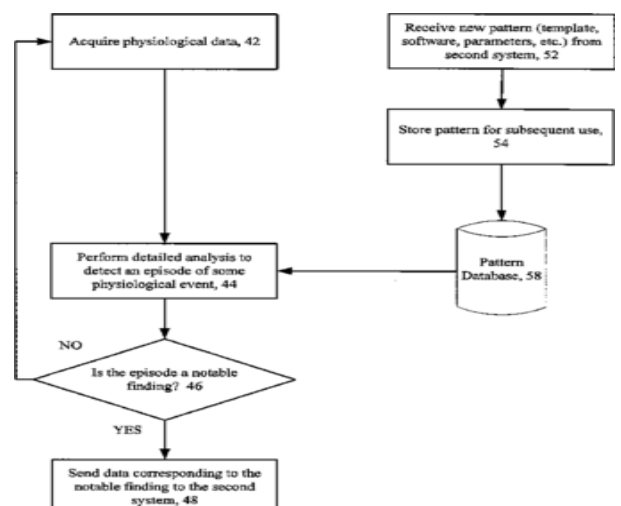 Acquire physiological data, 42
Receive new pattern (template,
software, parameters, etc.) from
second system, 52
Store pattern for subsequent use,
54
Pattern
Database, 58
Perform detailed analysis to
detect an episode of some
physiological event, 44
NO
Is the episode a notable
finding? 46
YES
Send data corresponding to the
notable finding to the second
system, 48